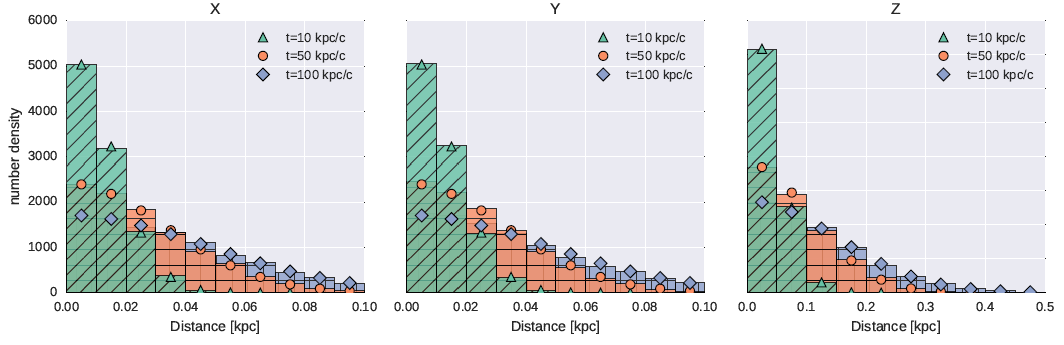 X
Y
Z
number density
6000
5000
4000
3000
2000
1000
0
t=10 kpc/c
t=50 kpc/c
t=100 kpc/c
0.00 0.02 0.04 0.06 0.08 0.10
Distance [kpc]
t=10 kpc/c
t=50 kpc/c
t=100 kpc/c
0.00 0.02 0.04 0.06 0.08 0.10
Distance [kpc]
t=10 kpc/c
t=50 kpc/c
t=100 kpc/c
0.0 0.1 0.2 0.3 0.4 0.5
Distance [kpc]